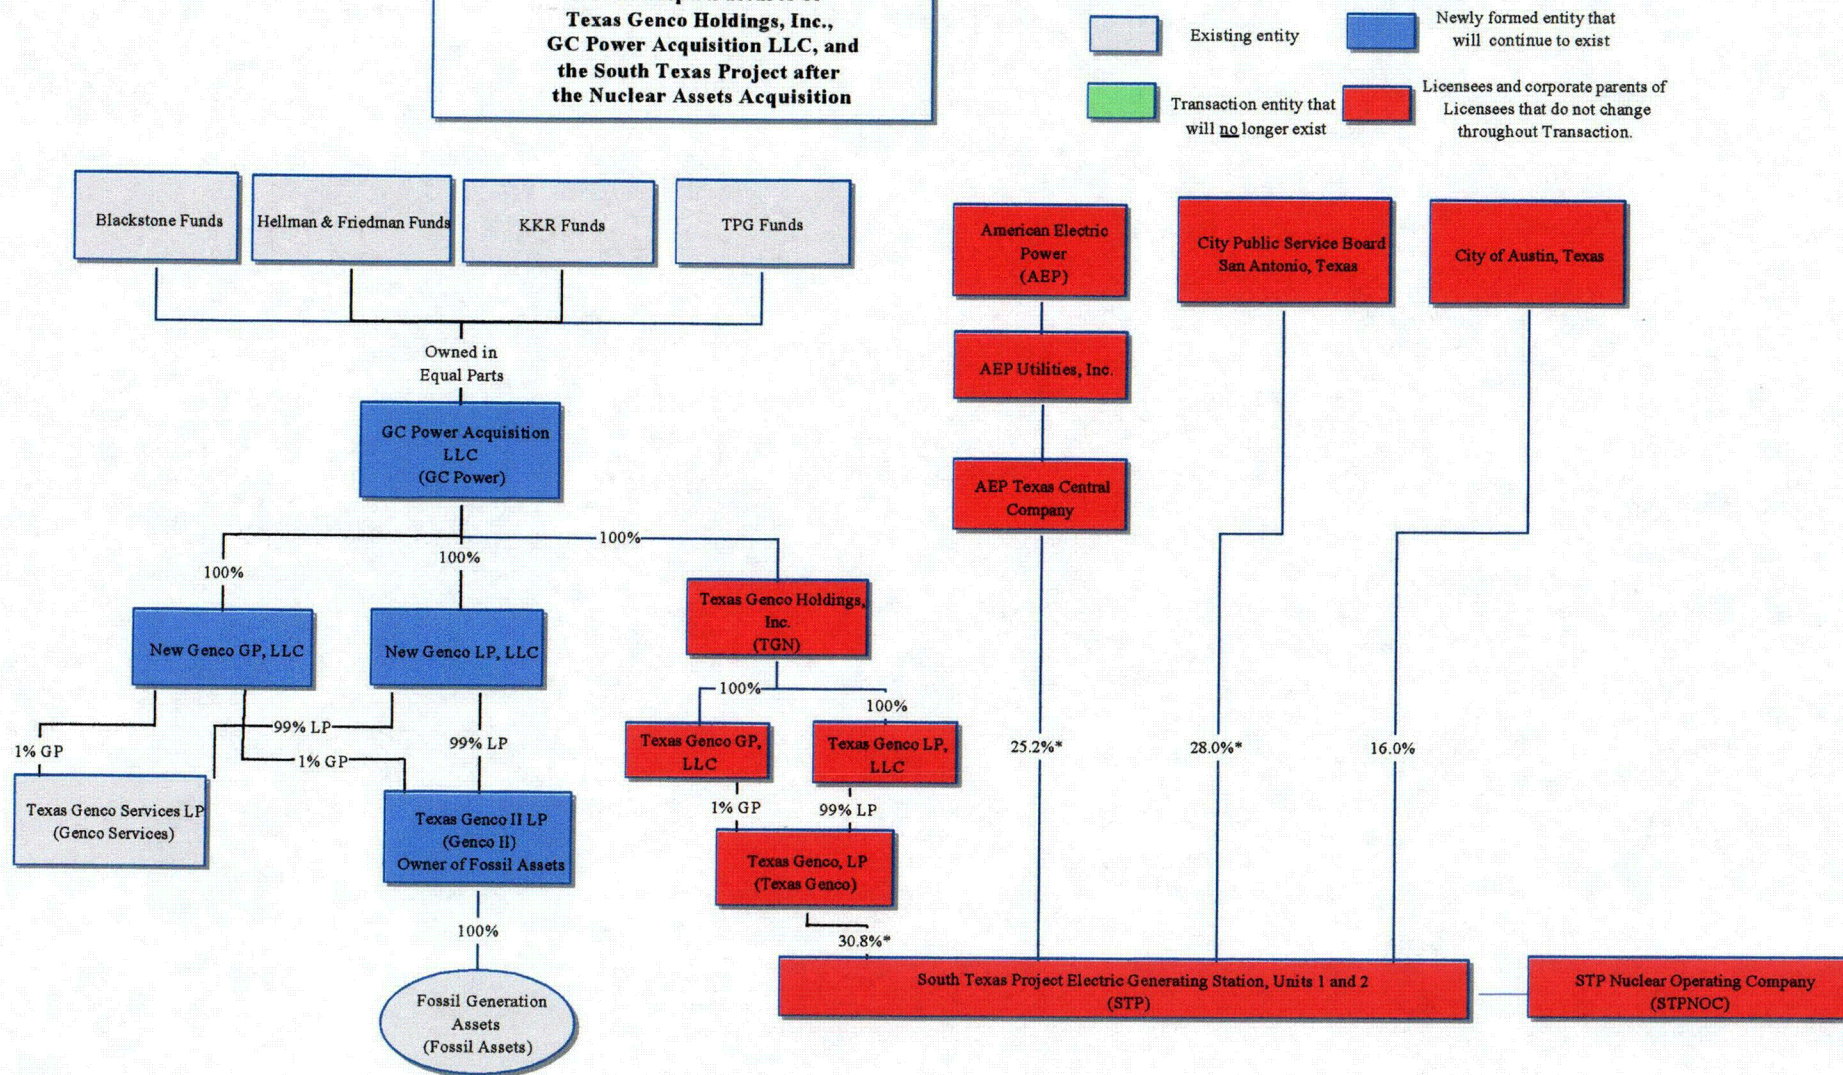 Texas Genco Holdings, Inc.,
GC Power Acquisition LLC, and
the South Texas Project after
the Nuclear Assets Acquisition
Existing entity
Newly formed entity that
will continue to exist
Transaction entity that
will no longer exist
Licensees and corporate parents of
Licensees that do not change
throughout Transaction.
Blackstone Funds
Hellman & Friedman Funds
KKR Funds
TPG Funds
American Electric
Power
(AEP)
City Public Service Board
San Antonio, Texas
City of Austin, Texas
Owned in
Equal Parts
AEP Utilities, Inc.
GC Power Acquisition
LLC
(GC Power)
AEP Texas Central
Company
100%
100%
100%
New Genco GP, LLC
New Genco LP, LLC
Texas Genco Holdings,
Inc.
(TGN)
100%
100%
1% GP
99% LP
1% GP
99% LP
Texas Genco GP,
LLC
Texas Genco LP,
LLC
25.2%*
28.0%*
16.0%
Texas Genco Services LP
(Genco Services)
Texas Genco II LP
(Genco II)
Owner of Fossil Assets
1% GP
99% LP
Texas Genco, LP
(Texas Genco)
100%
30.8%*
Fossil Generation
Assets
(Fossil Assets)
South Texas Project Electric Generating Station, Units 1 and 2
(STP)
STP Nuclear Operating Company
(STPNOC)